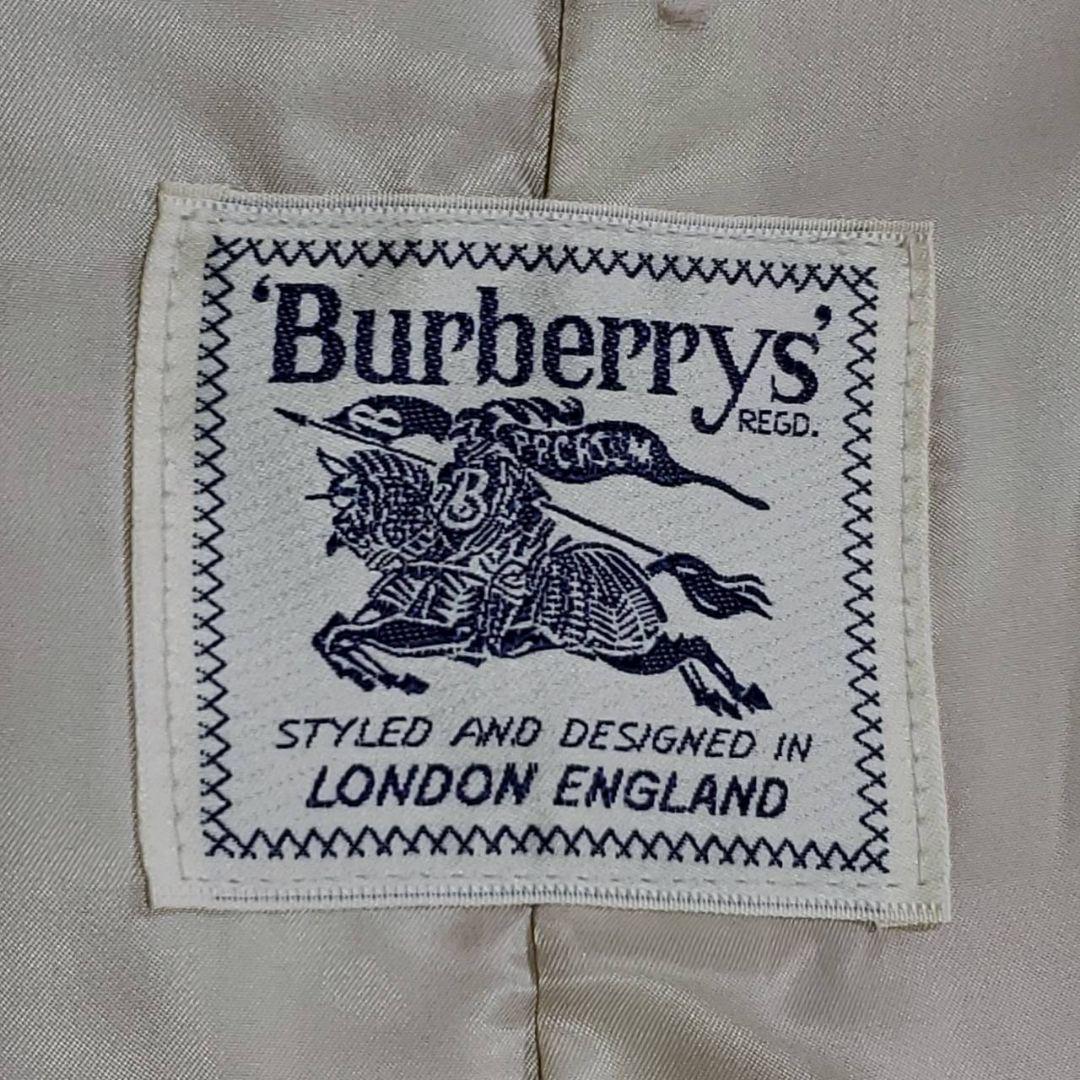 'Burberrys'
REGD.
B
B
STYLED AND DESIGNED IN
LONDON ENGLAND